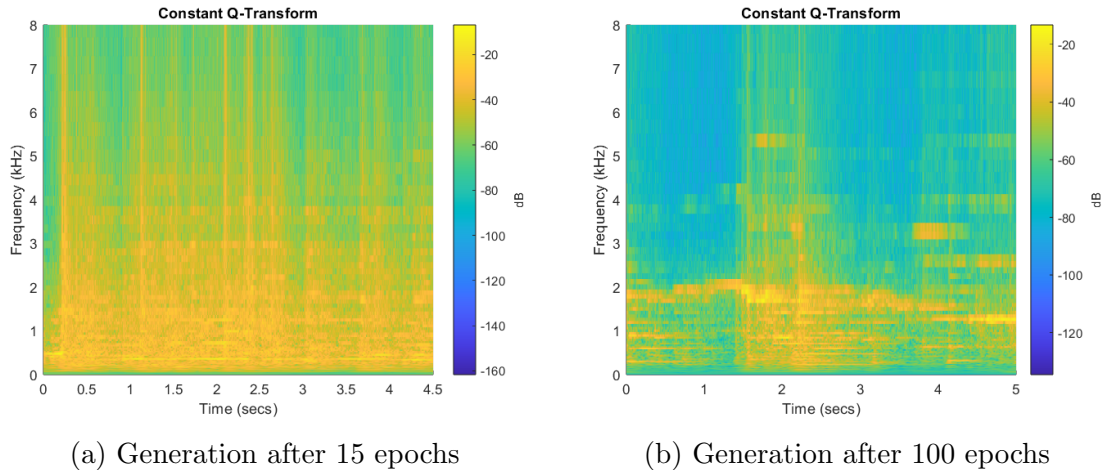 Constant Q-Transform
8
7
6
5
4
3
2
1
0
Frequency (kHz)
0 0.5 1 1.5 2 2.5 3 3.5 4 4.5
Time (secs)
-20
-40
-60
-80
-100
-120
-140
-160
dB
(a) Generation after 15 epochs
Constant Q-Transform
8
7
6
5
4
3
2
1
0
Frequency (kHz)
0 1 2 3 4 5
Time (secs)
-20
-40
-60
-80
-100
-120
dB
(b) Generation after 100 epochs